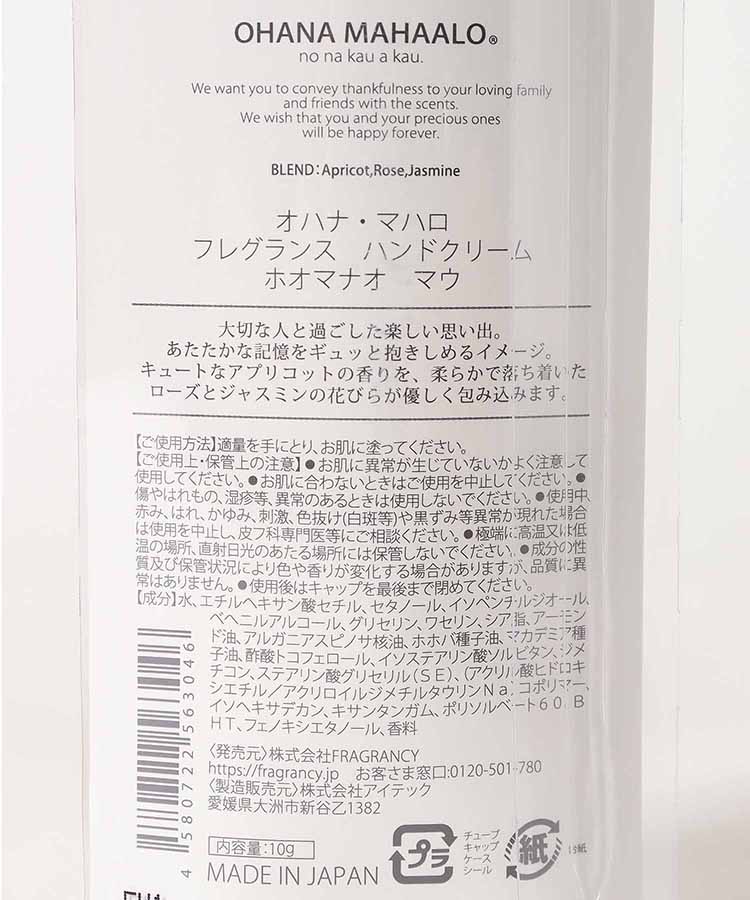 OHANA MAHAALO®
no na kau a kau.
We want you to convey thankfulness to your loving family
and friends with the scents.
We wish that you and your precious ones
will be happy forever.
BLEND:Apricot,Rose,Jasmine
オハナ・マハロ
フレグランス ハンドクリーム
ホオマナオ マウ
大切な人と過ごした楽しい思い出。
あたたかな記憶をギュッと抱きしめるイメージ。
キュートなアプリコットの香りを、柔らかで落ち着いた
ローズとジャスミンの花びらが優しく包み込みます。
【ご使用方法】適量を手にとり、お肌に塗ってください。
【ご使用上・保管上の注意】●お肌に異常が生じていないかよく注意して
使用してください。●お肌に合わないときはご使用を中止してください。●
傷やはれもの、湿疹等、異常のあるときは使用しないでください。●使用中、
赤み、はれ、かゆみ、刺激、色抜け(白斑等)や黒ずみ等異常が現れた場合
は使用を中止し、皮フ科専門医等にご相談ください。●極端に高温又は低
温の場所、直射日光のあたる場所には保管しないでください。●成分の性
質及び保管状況により色や香りが変化する場合がありますが、品質に異
常はありません。●使用後はキャップを最後まで閉めてください。
【成分】水、エチルヘキサン酸セチル、セタノール、イソペンチルジオール、
ベヘニルアルコール、グリセリン、ワセリン、シア脂、アーモン
ド油、アルガニアスピノサ核油、ホホバ種子油、マカデミア種
子油、酢酸トコフェロール、イソステアリン酸ソルビタン、ジメ
チコン、ステアリン酸グリセリル(SE)、(アクリル酸ヒドロキ
シエチル/アクリロイルジメチルタウリンNa)コポリマー、
イソヘキサデカン、キサンタンガム、ポリソルベート60、B
HT、フェノキシエタノール、香料
〈発売元〉株式会社FRAGRANCY
https://fragrancy.jp お客さま窓口:0120-501-780
〈製造販売元〉株式会社アイテック
愛媛県大洲市新谷乙1382
4 580722 563046
内容量:10g
MADE IN JAPAN
プラ
チューブ
キャップ
ケース
シール
紙